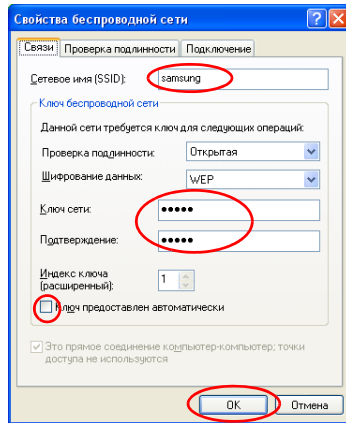 Свойства беспроводной сети
Связи Проверка подлинности Подключение
Сетевое имя (SSID): samsung
Ключ беспроводной сети
Данной сети требуется ключ для следующих операций:
Проверка подлинности: Открытая
Шифрование данных: WEP
Ключ сети: •••••
Подтверждение: •••••
Индекс ключа
(расширенный): 1
Ключ предоставлен автоматически
Это прямое соединение компьютер-компьютер; точки
доступа не используются
OK Отмена